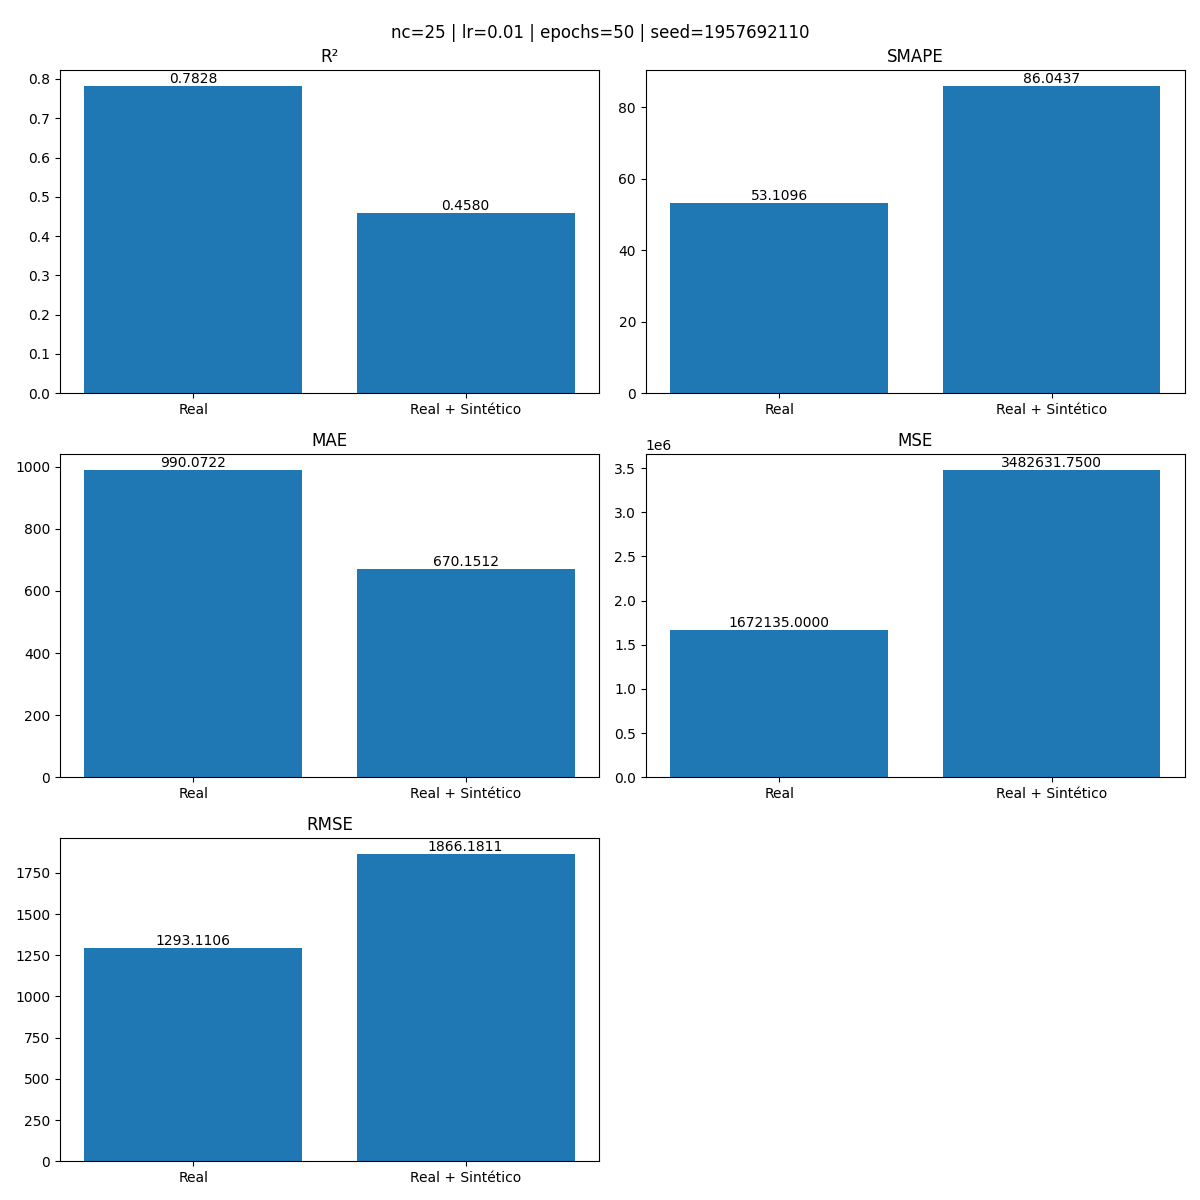 nc=25 | lr=0.01 | epochs=50 | seed=1957692110
R²
0.8
0.7
0.6
0.5
0.4
0.3
0.2
0.1
0.0
0.7828
0.4580
Real
Real + Sintético
SMAPE
80
60
40
20
0
53.1096
86.0437
Real
Real + Sintético
MAE
1000
800
600
400
200
0
990.0722
670.1512
Real
Real + Sintético
MSE
1e6
3.5
3.0
2.5
2.0
1.5
1.0
0.5
0.0
1672135.0000
3482631.7500
Real
Real + Sintético
RMSE
1750
1500
1250
1000
750
500
250
0
1293.1106
1866.1811
Real
Real + Sintético